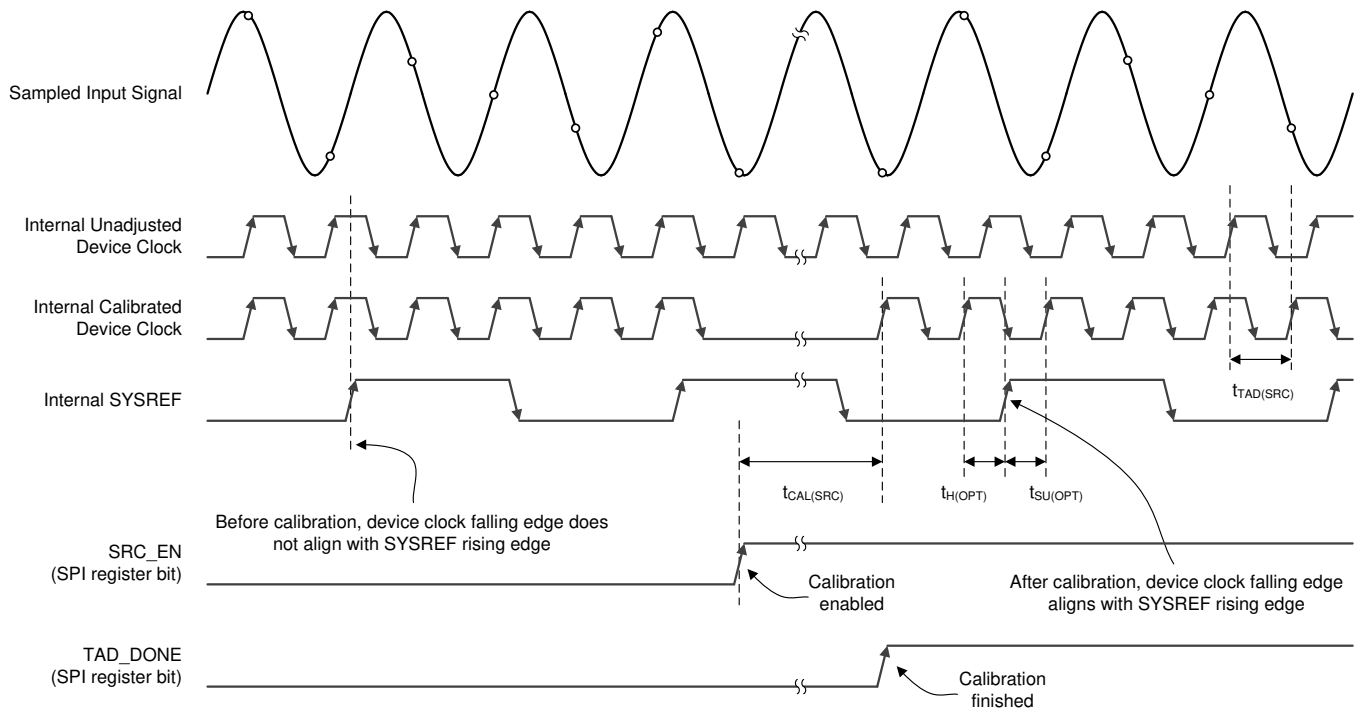 Sampled Input Signal
Internal Unadjusted
Device Clock
Internal Calibrated
Device Clock
Internal SYSREF
tTAD(SRC)
tCAL(SRC)
tH(OPT)
tSU(OPT)
Before calibration, device clock falling edge does
not align with SYSREF rising edge
SRC_EN
(SPI register bit)
Calibration
enabled
After calibration, device clock falling edge
aligns with SYSREF rising edge
TAD_DONE
(SPI register bit)
Calibration
finished